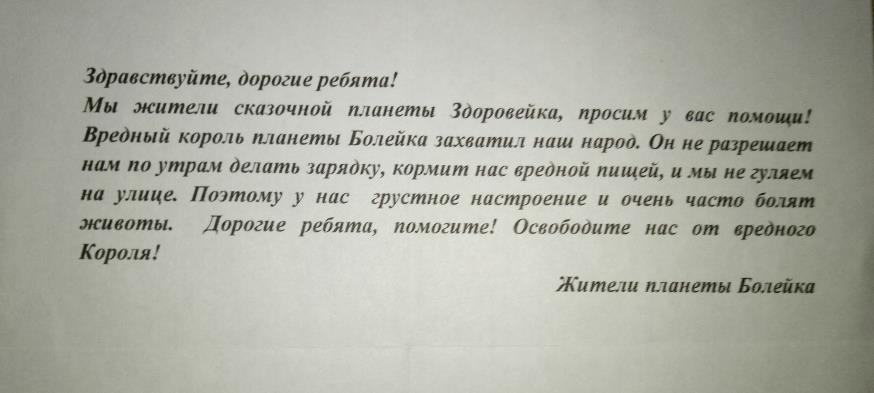 Здравствуйте, дорогие ребята!
Мы жители сказочной планеты Здоровейка, просим у вас помощи!
Вредный король планеты Болейка захватил наш народ. Он не разрешает
нам по утрам делать зарядку, кормит нас вредной пищей, и мы не гуляем
на улице. Поэтому у нас грустное настроение и очень часто болят
животы. Дорогие ребята, помогите! Освободите нас от вредного
Короля!
Жители планеты Болейка